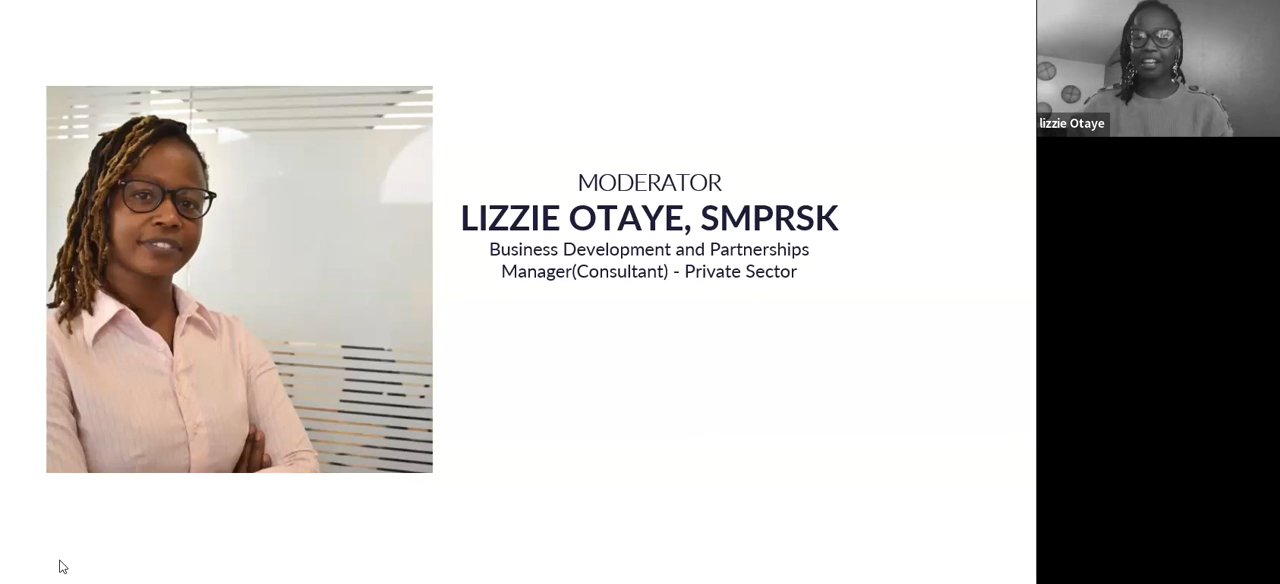 MODERATOR
LIZZIE OTAYE, SMPRSK
Business Development and Partnerships
Manager(Consultant) - Private Sector
lizzie Otaye